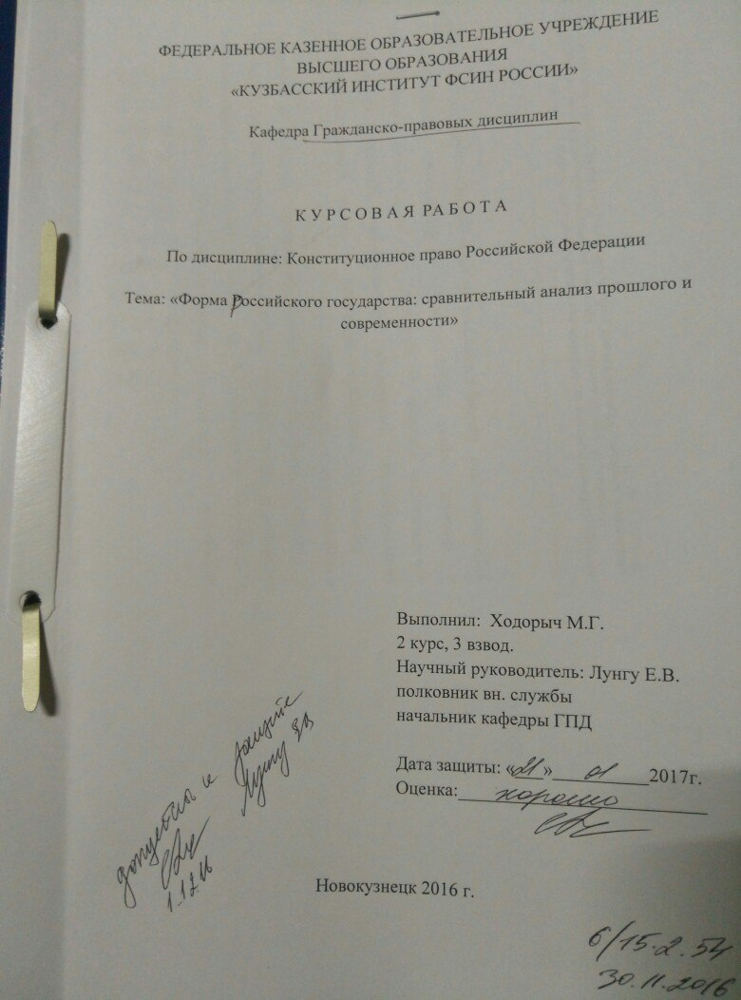 ФЕДЕРАЛЬНОЕ КАЗЕННОЕ ОБРАЗОВАТЕЛЬНОЕ УЧРЕЖДЕНИЕ
ВЫСШЕГО ОБРАЗОВАНИЯ
«КУЗБАССКИЙ ИНСТИТУТ ФСИН РОССИИ»
Кафедра Гражданско-правовых дисциплин
К У Р С О В А Я Р А Б О Т А
По дисциплине: Конституционное право Российской Федерации
Тема: «Форма российского государства: сравнительный анализ прошлого и
современности»
Выполнил: Ходорыч М.Г.
2 курс, 3 взвод.
Научный руководитель: Лунгу Е.В.
полковник вн. службы
начальник кафедры ГПД
Дата защиты: «21» 01 2017г.
Оценка: хорошо
к защите
Лунгу ЕВ
1.12.16
Новокузнецк 2016 г.
6/15.2.54
30.11.2016